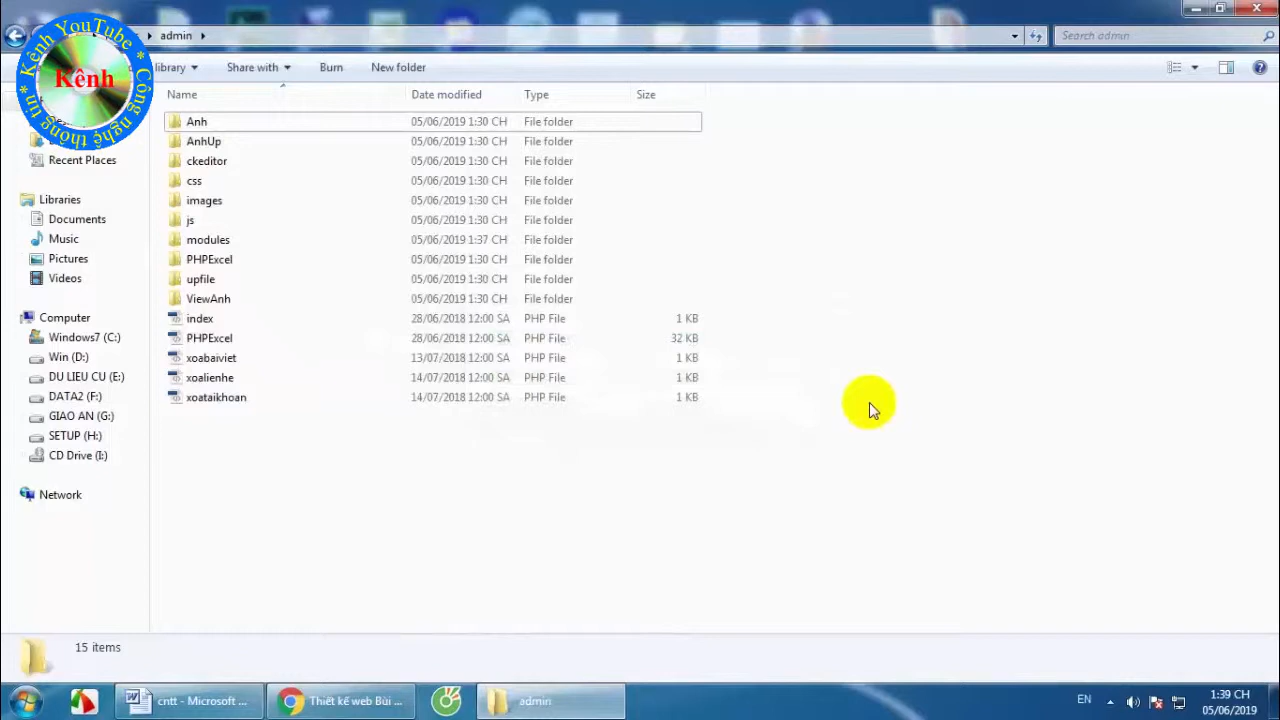 admin
Search admin
Kênh YouTube * Công nghệ thông tin *
Kênh
library
Share with
Burn
New folder
Name
Date modified
Type
Size
Anh 05/06/2019 1:30 CH File folder
AnhUp 05/06/2019 1:30 CH File folder
ckeditor 05/06/2019 1:30 CH File folder
css 05/06/2019 1:30 CH File folder
images 05/06/2019 1:30 CH File folder
js 05/06/2019 1:30 CH File folder
modules 05/06/2019 1:37 CH File folder
PHPExcel 05/06/2019 1:30 CH File folder
upfile 05/06/2019 1:30 CH File folder
ViewAnh 05/06/2019 1:30 CH File folder
index 28/06/2018 12:00 SA PHP File 1 KB
PHPExcel 28/06/2018 12:00 SA PHP File 32 KB
xoabaiviet 13/07/2018 12:00 SA PHP File 1 KB
xoalienhe 14/07/2018 12:00 SA PHP File 1 KB
xoataikhoan 14/07/2018 12:00 SA PHP File 1 KB
Recent Places
Libraries
Documents
Music
Pictures
Videos
Computer
Windows7 (C:)
Win (D:)
DU LIEU CU (E:)
DATA2 (F:)
GIAO AN (G:)
SETUP (H:)
CD Drive (I:)
Network
15 items
cntt - Microsoft ...
Thiết kế web Bùi ...
admin
EN
1:39 CH
05/06/2019